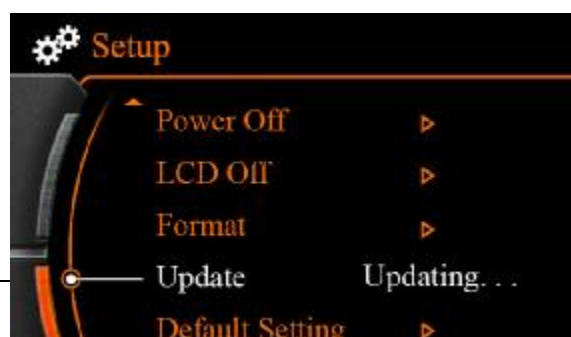 Setup
Power Off
LCD Off
Format
Update Updating...
Default Setting